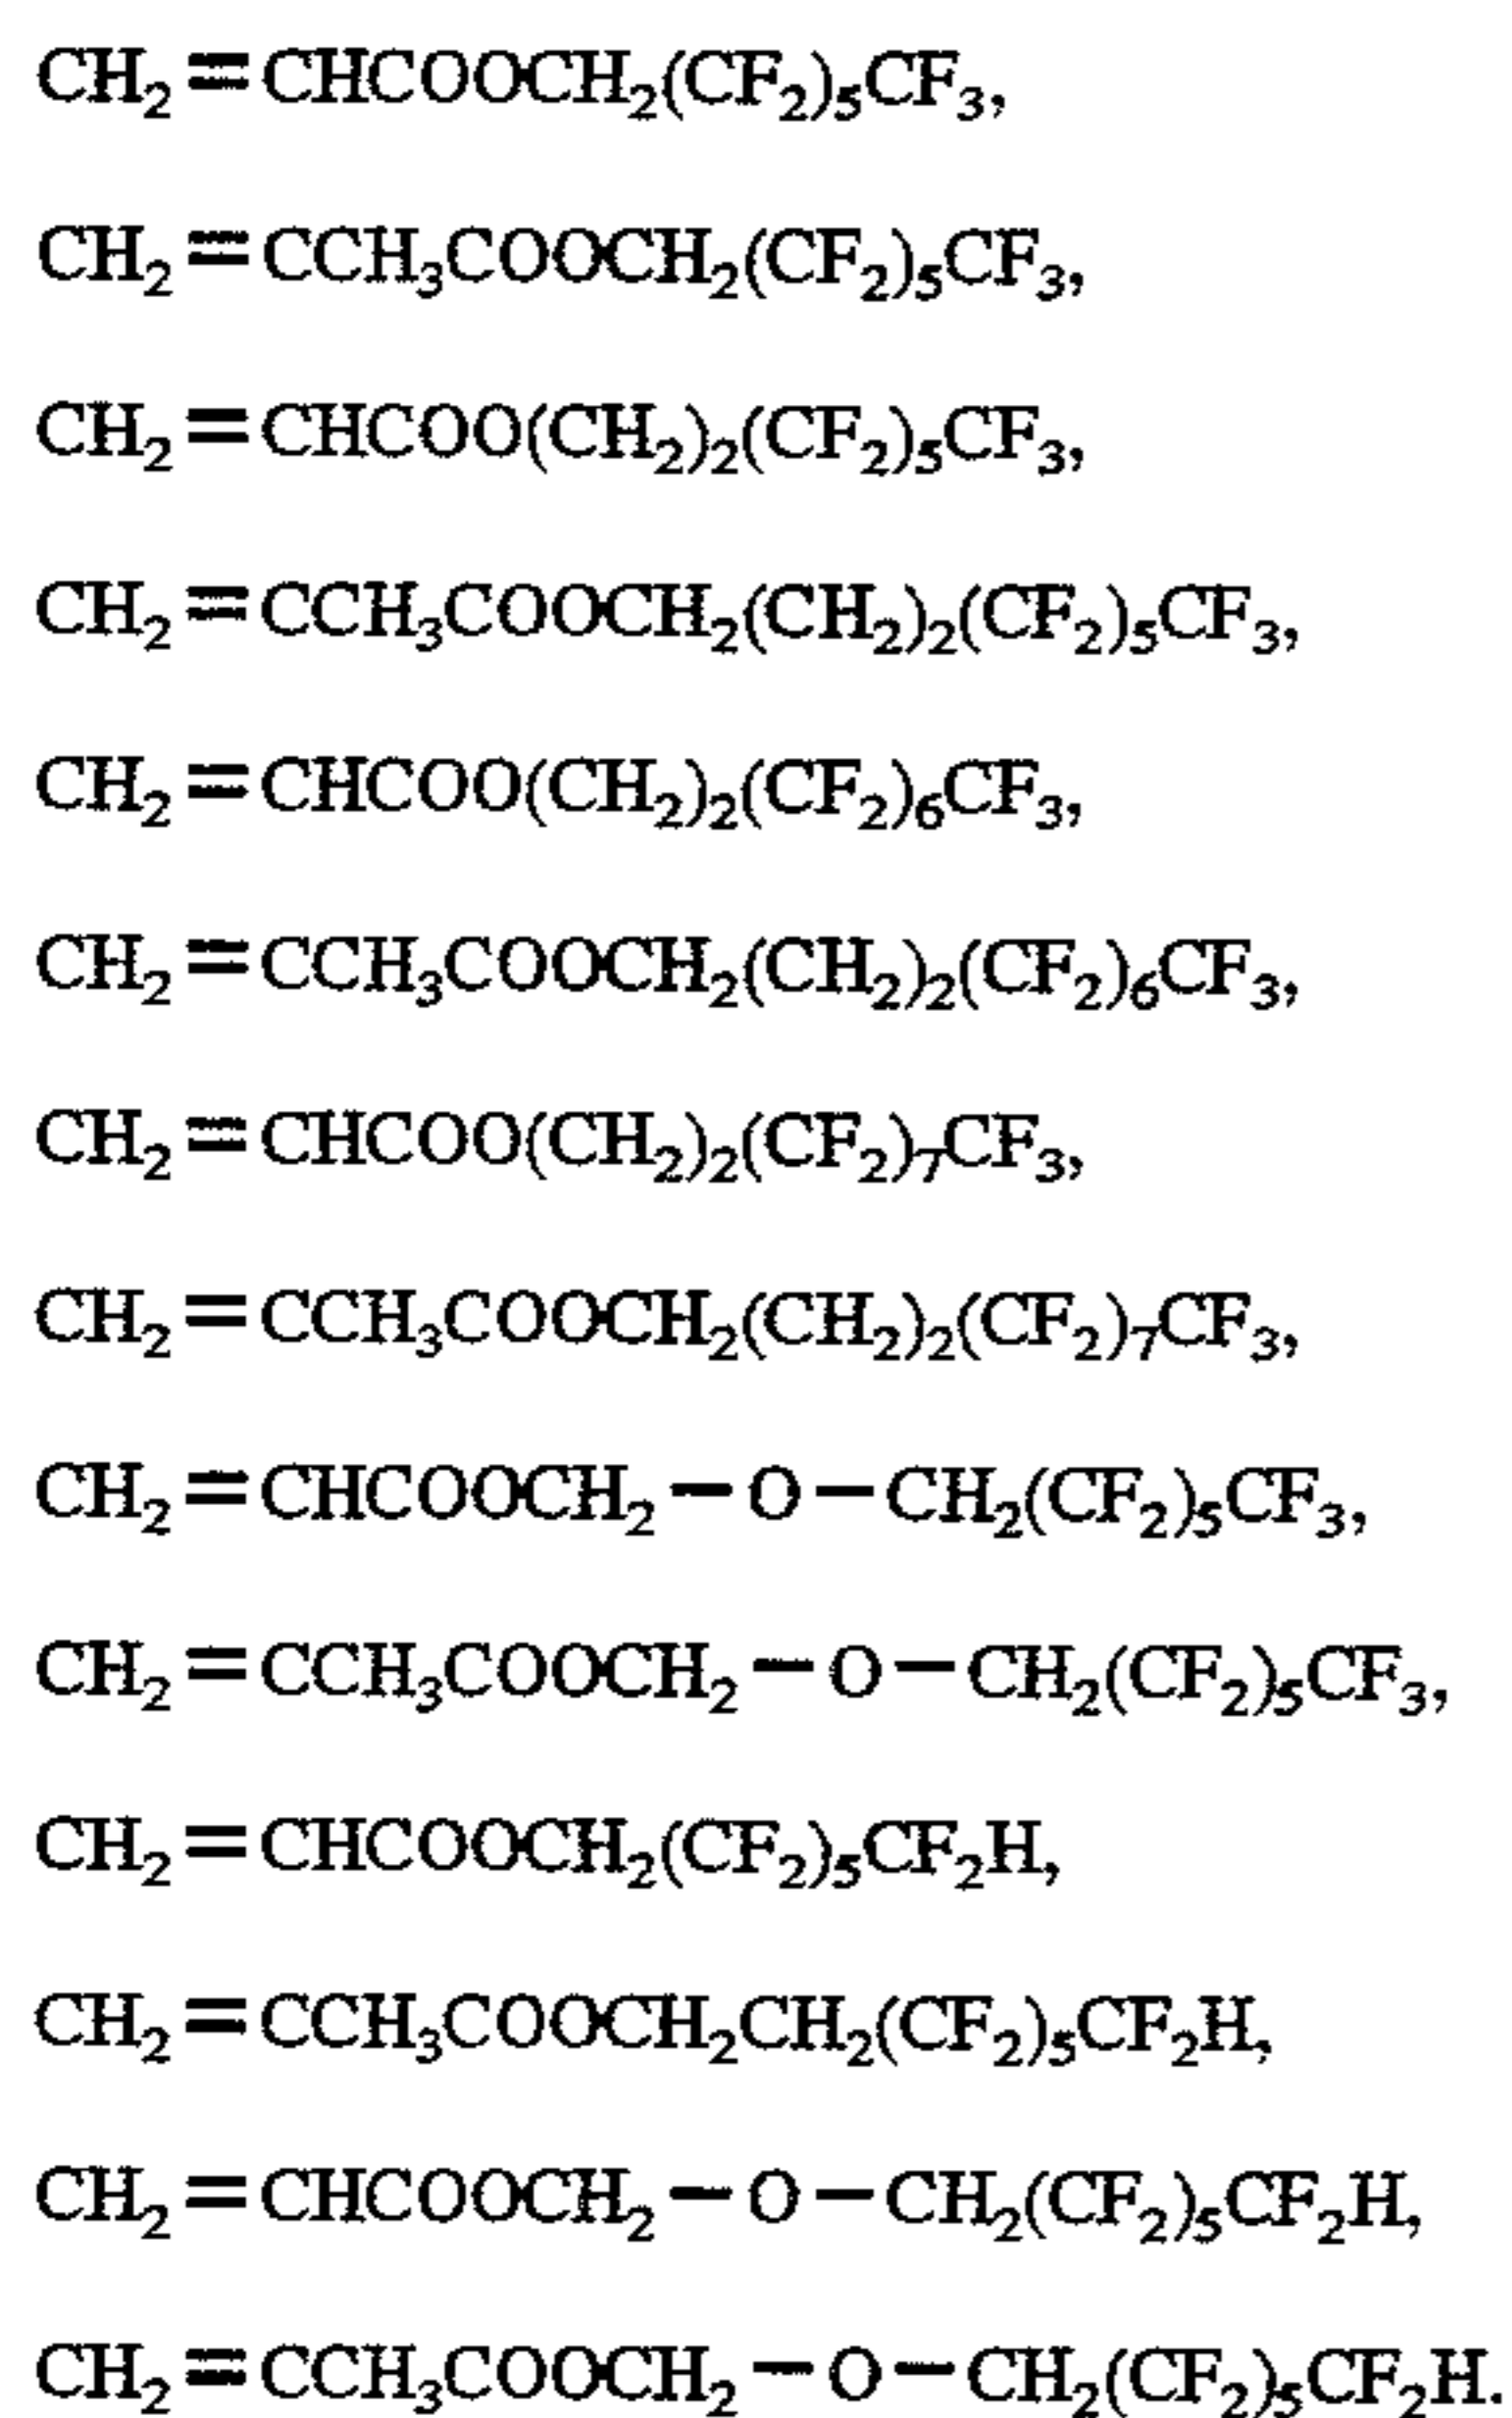 CH₂=CHCOOCH₂(CF₂)₅CF₃,
CH₂=CCH₃COOCH₂(CF₂)₅CF₃,
CH₂=CHCOO(CH₂)₂(CF₂)₅CF₃,
CH₂=CCH₃COOCH₂(CH₂)₂(CF₂)₅CF₃,
CH₂=CHCOO(CH₂)₂(CF₂)₆CF₃,
CH₂=CCH₃COOCH₂(CH₂)₂(CF₂)₆CF₃,
CH₂=CHCOO(CH₂)₂(CF₂)₇CF₃,
CH₂=CCH₃COOCH₂(CH₂)₂(CF₂)₇CF₃,
CH₂=CHCOOCH₂−O−CH₂(CF₂)₅CF₃,
CH₂=CCH₃COOCH₂−O−CH₂(CF₂)₅CF₃,
CH₂=CHCOOCH₂(CF₂)₅CF₂H,
CH₂=CCH₃COOCH₂CH₂(CF₂)₅CF₂H,
CH₂=CHCOOCH₂−O−CH₂(CF₂)₅CF₂H,
CH₂=CCH₃COOCH₂−O−CH₂(CF₂)₅CF₂H.